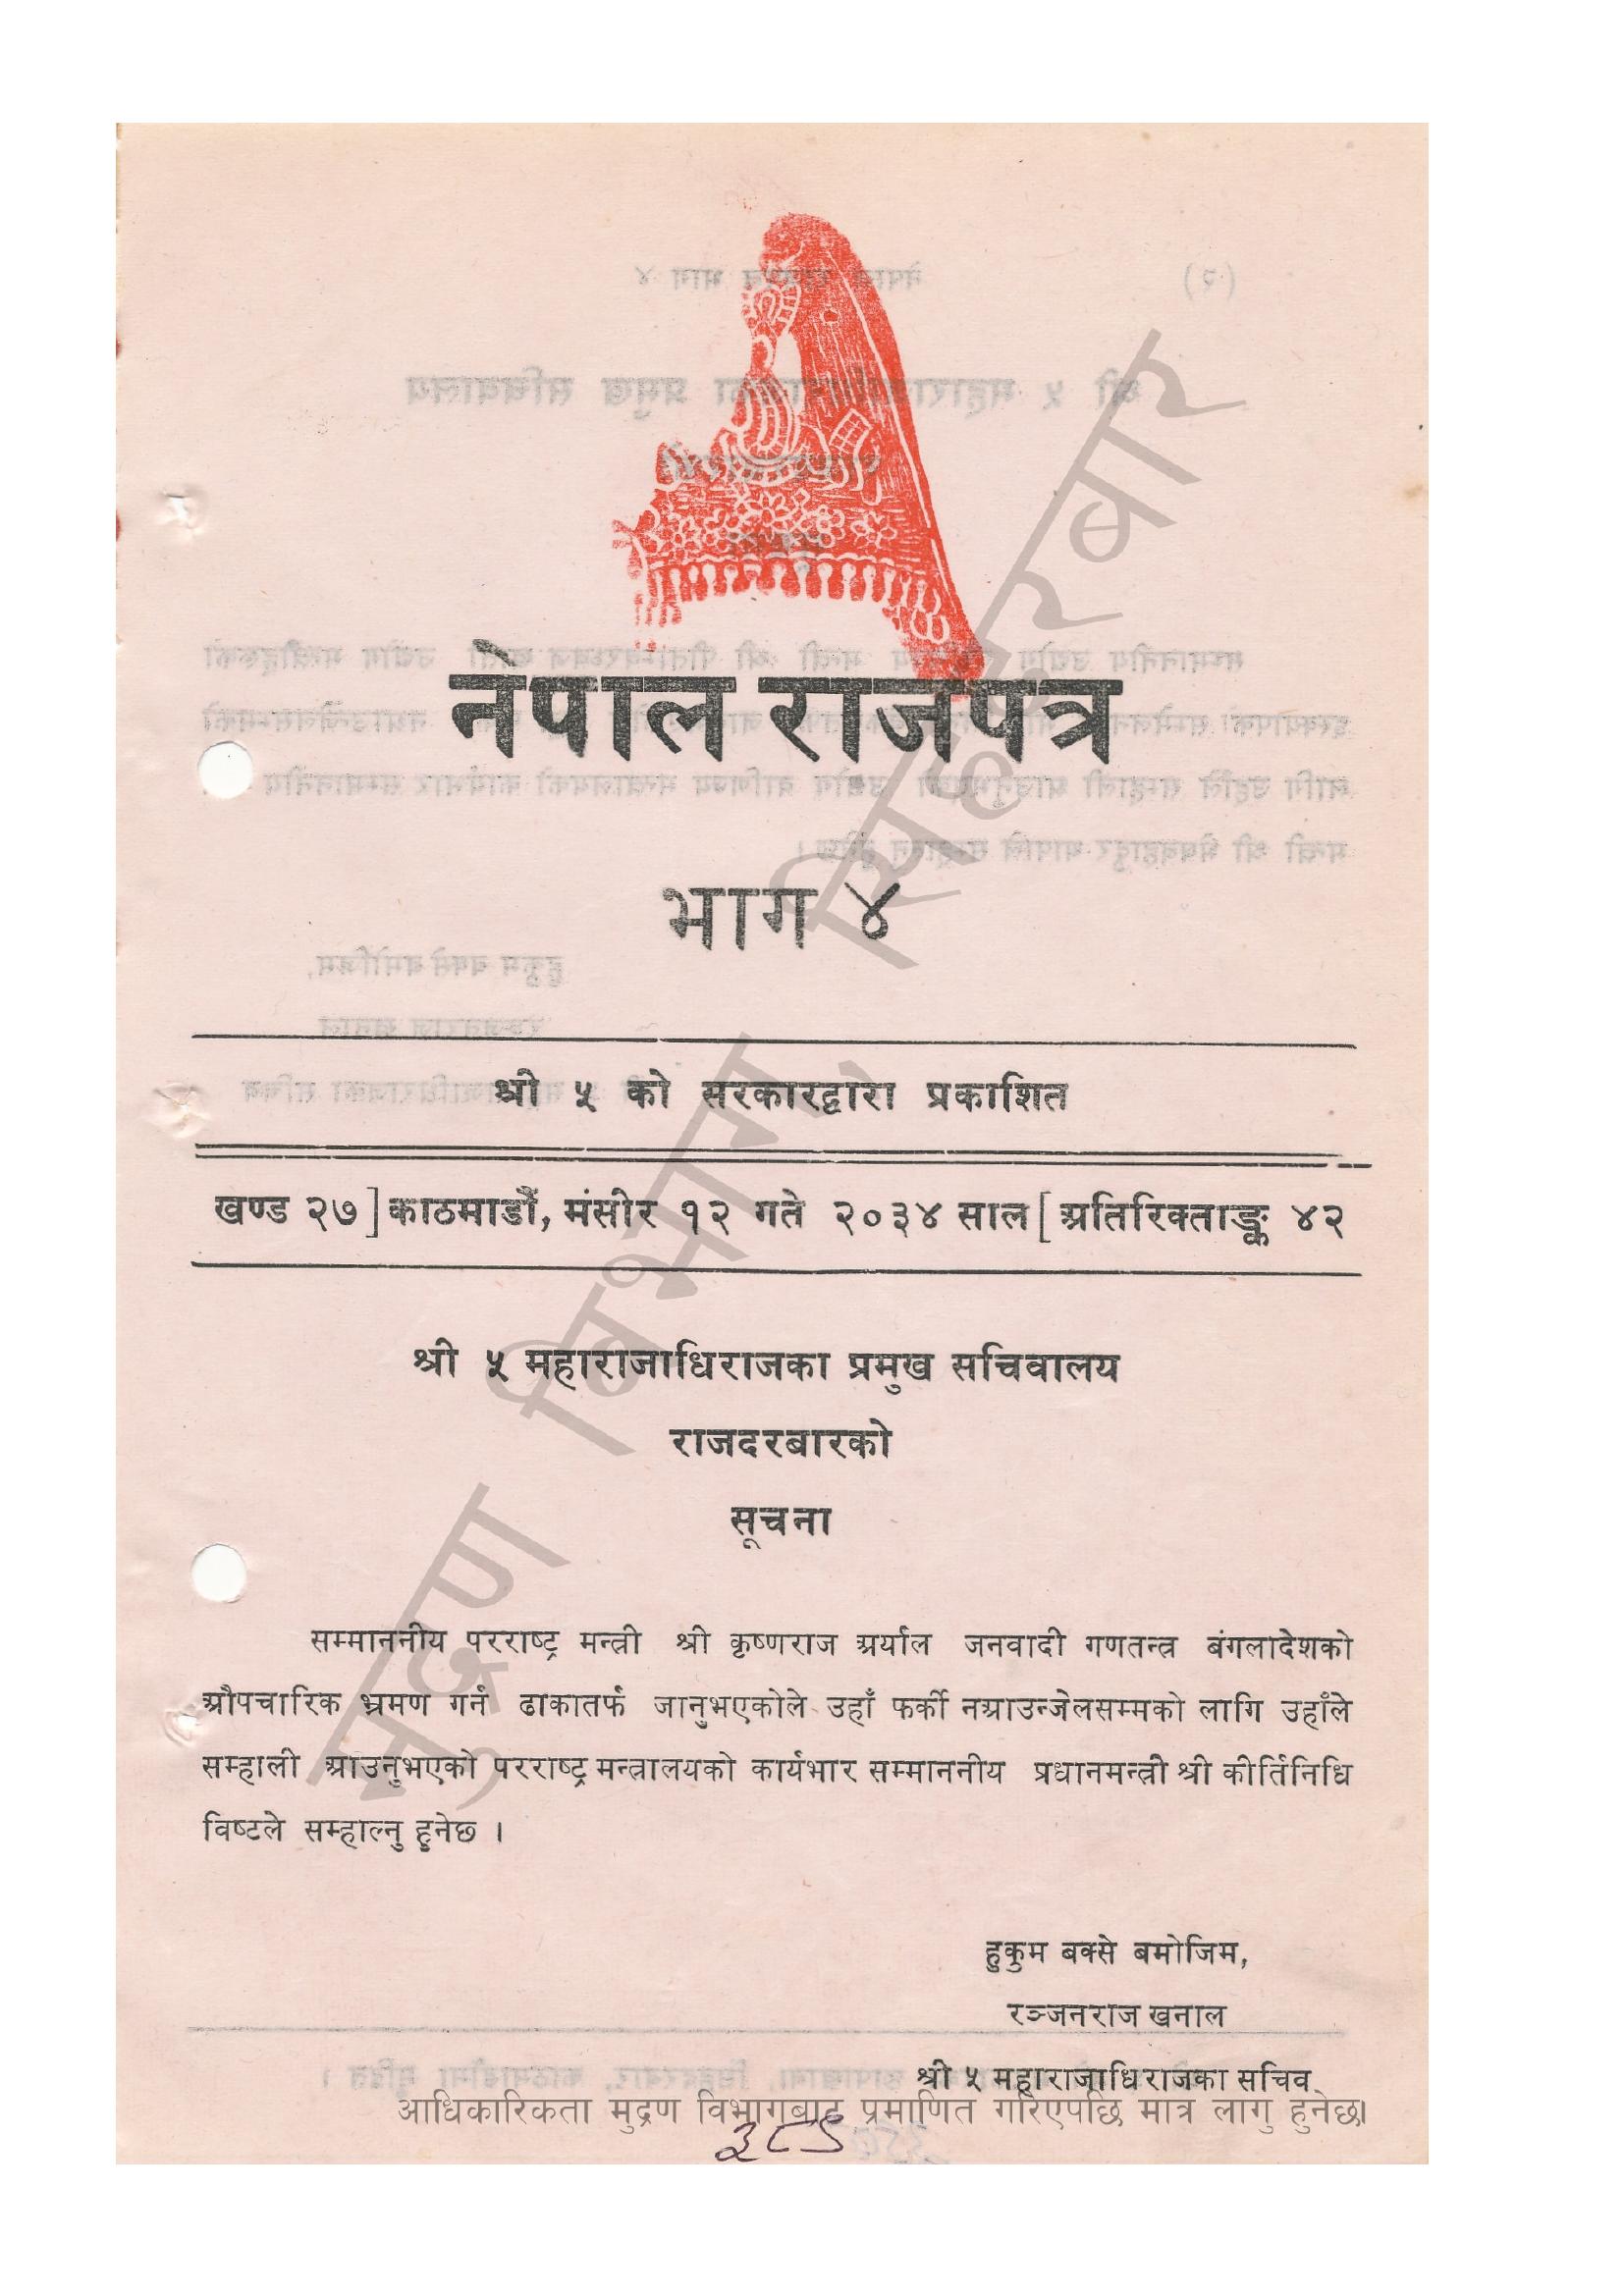 नेपाल राजपत्र
भाग ४
श्री ५ को सरकारद्वारा प्रकाशित
खण्ड २७] काठमाडौं, मंसीर १२ गते २०३४ साल [अतिरिक्ताङ्क ४२
श्री ५ महाराजाधिराजका प्रमुख सचिवालय
राजदरबारको
सूचना
सम्माननीय परराष्ट्र मन्त्री श्री कृष्णराज अर्याल जनवादी गणतन्त्र बंगलादेशको
औपचारिक भ्रमण गर्न ढाकातर्फ जानुभएकोले उहाँ फर्की नआउन्जेलसम्मको लागि उहाँले
सम्हाली आउनुभएको परराष्ट्र मन्त्रालयको कार्यभार सम्माननीय प्रधानमन्त्री श्री कीर्तिनिधि
विष्टले सम्हाल्नु हुनेछ ।
हुकुम बक्से बमोजिम,
रञ्जनराज खनाल
श्री ५ महाराजाधिराजका सचिव
आधिकारिकता मुद्रण विभागबाट प्रमाणित गरिएपछि मात्र लागु हुनेछ।
३८९
मुद्रण विभाग, सिंहदरबार